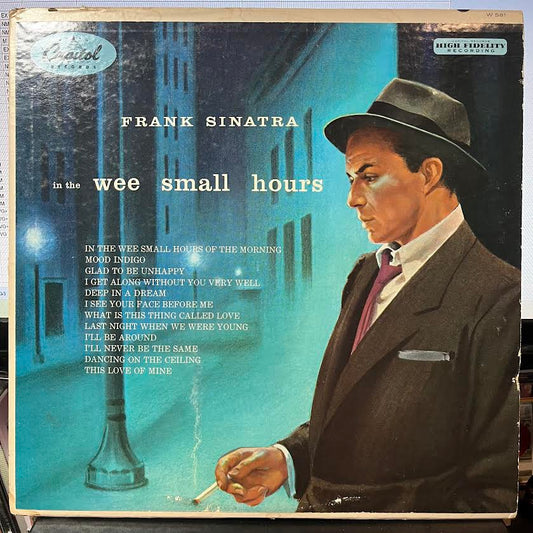 Capitol
RECORDS
W 581
HIGH FIDELITY
RECORDING
FRANK SINATRA
in the wee small hours
IN THE WEE SMALL HOURS OF THE MORNING
MOOD INDIGO
GLAD TO BE UNHAPPY
I GET ALONG WITHOUT YOU VERY WELL
DEEP IN A DREAM
I SEE YOUR FACE BEFORE ME
WHAT IS THIS THING CALLED LOVE
LAST NIGHT WHEN WE WERE YOUNG
I'LL BE AROUND
I'LL NEVER BE THE SAME
DANCING ON THE CEILING
THIS LOVE OF MINE